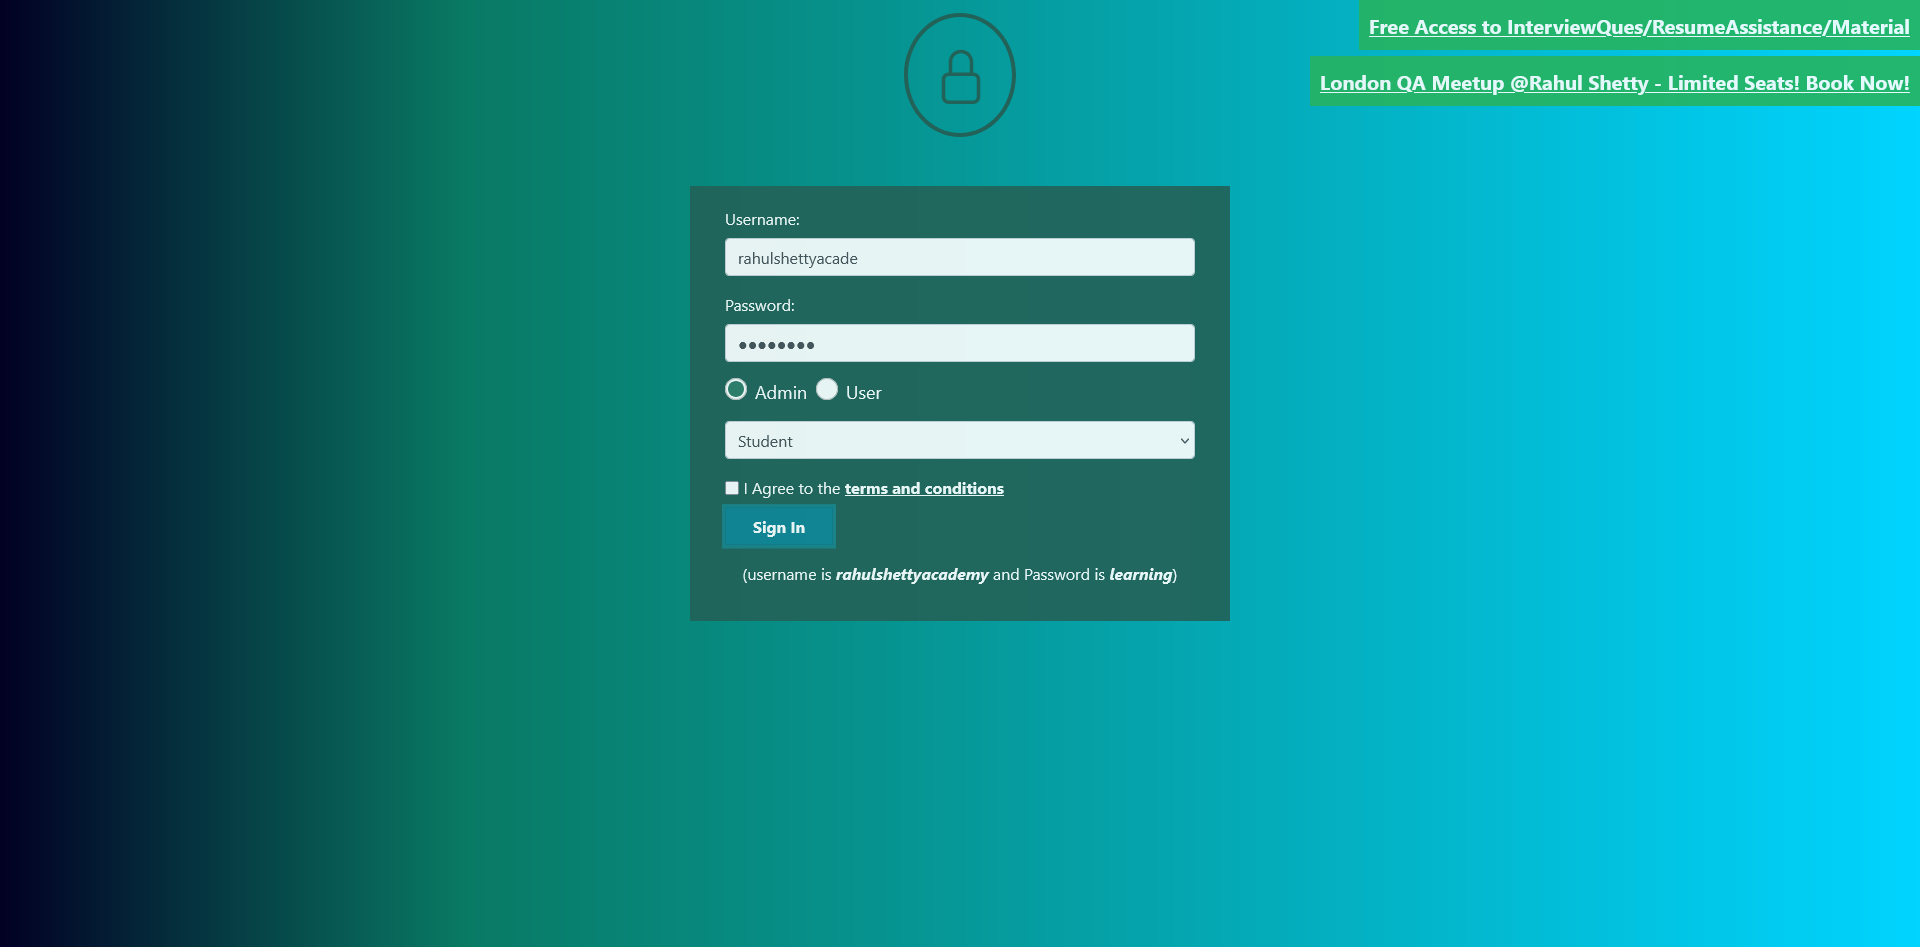 Free Access to InterviewQues/ResumeAssistance/Material
London QA Meetup @Rahul Shetty - Limited Seats! Book Now!
Username:
rahulshettyacade
Password:
••••••••
Admin User
Student
I Agree to the terms and conditions
Sign In
(username is rahulshettyacademy and Password is learning)